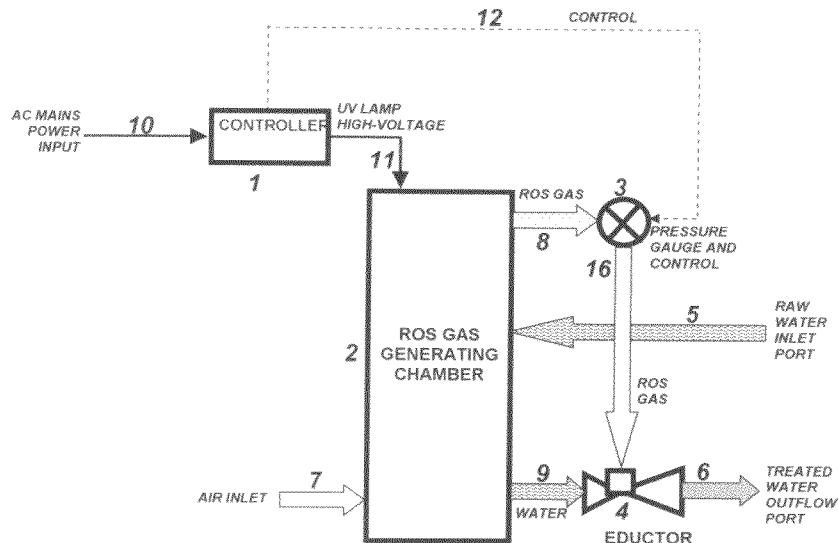 12
CONTROL
AC MAINS
POWER
INPUT
10
CONTROLLER
1
UV LAMP
HIGH-VOLTAGE
11
ROS GAS
8
3
PRESSURE
GAUGE AND
CONTROL
16
5
RAW
WATER
INLET
PORT
2
ROS GAS
GENERATING
CHAMBER
ROS
GAS
AIR INLET
7
9
WATER
4
EDUCTOR
6
TREATED
WATER
OUTFLOW
PORT